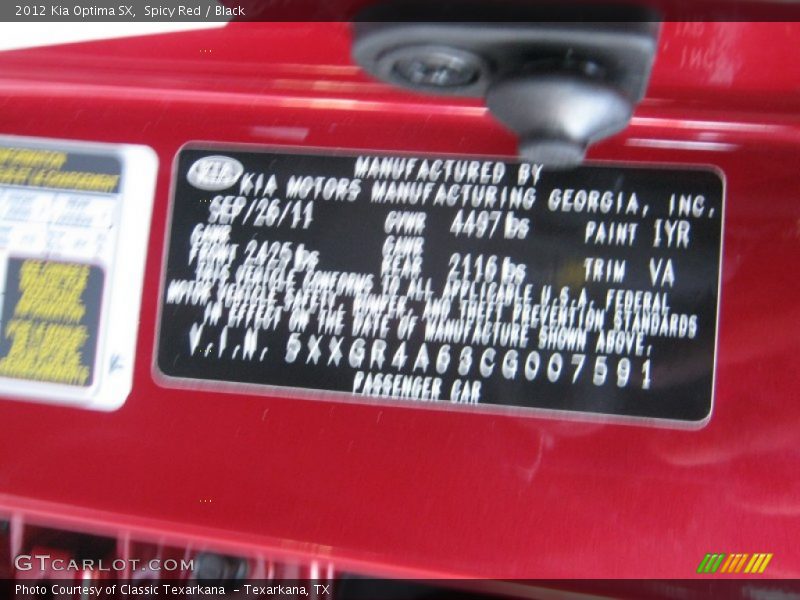 2012 Kia Optima SX, Spicy Red / Black
KIA
MANUFACTURED BY
KIA MOTORS MANUFACTURING GEORGIA, INC.
SEP/26/11 GVWR 4497 lbs PAINT IYR
GAWR GAWR
FRONT 2425 lbs REAR 2116 lbs TRIM VA
THIS VEHICLE CONFORMS TO ALL APPLICABLE U.S.A. FEDERAL
MOTOR VEHICLE SAFETY, BUMPER, AND THEFT PREVENTION STANDARDS
IN EFFECT ON THE DATE OF MANUFACTURE SHOWN ABOVE.
V.I.N. 5XXGR4A68CG007591
PASSENGER CAR
GTCARLOT.COM
Photo Courtesy of Classic Texarkana - Texarkana, TX